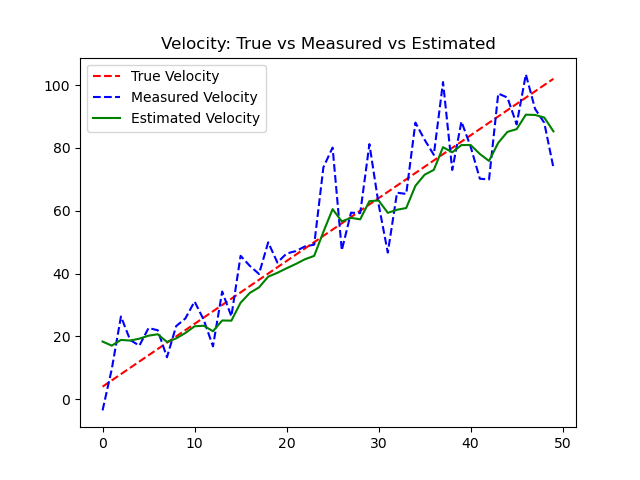 Velocity: True vs Measured vs Estimated
True Velocity
Measured Velocity
Estimated Velocity
100
80
60
40
20
0
0 10 20 30 40 50